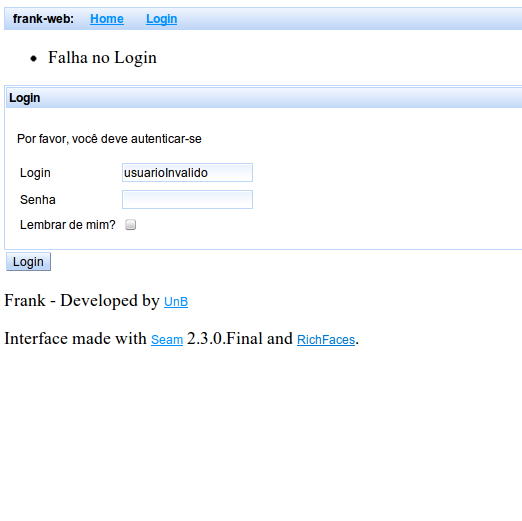 frank-web: Home Login
Falha no Login
Login
Por favor, você deve autenticar-se
Login usuarioInvalido
Senha
Lembrar de mim?
Login
Frank - Developed by UnB
Interface made with Seam 2.3.0.Final and RichFaces.